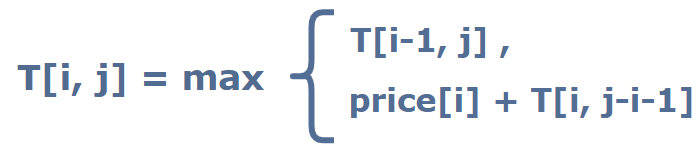 T[i-1, j] ,
T[i, j] = max
price[i] + T[i, j-i-1]